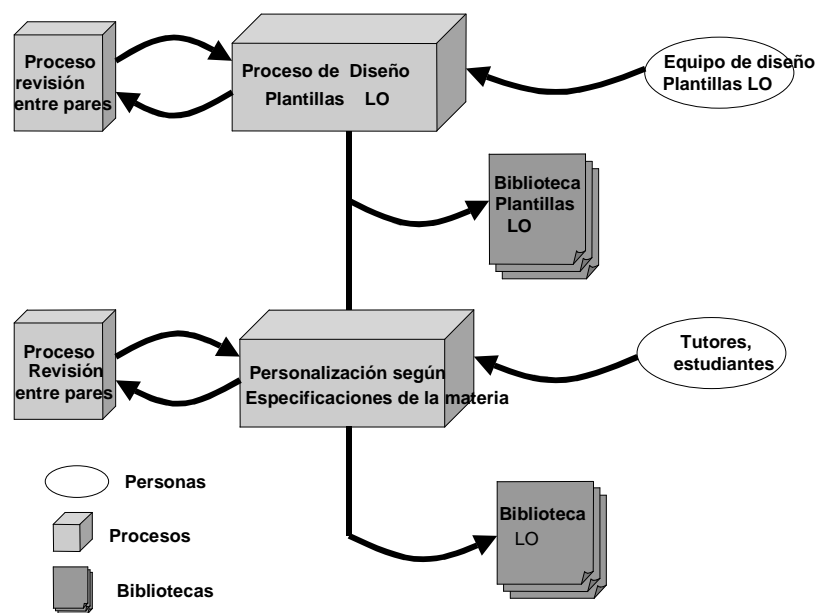 Proceso
revisión
entre pares
Proceso de Diseño
Plantillas LO
Equipo de diseño
Plantillas LO
Biblioteca
Plantillas
LO
Proceso
Revisión
entre pares
Personalización según
Especificaciones de la materia
Tutores,
estudiantes
Biblioteca
LO
Personas
Procesos
Bibliotecas